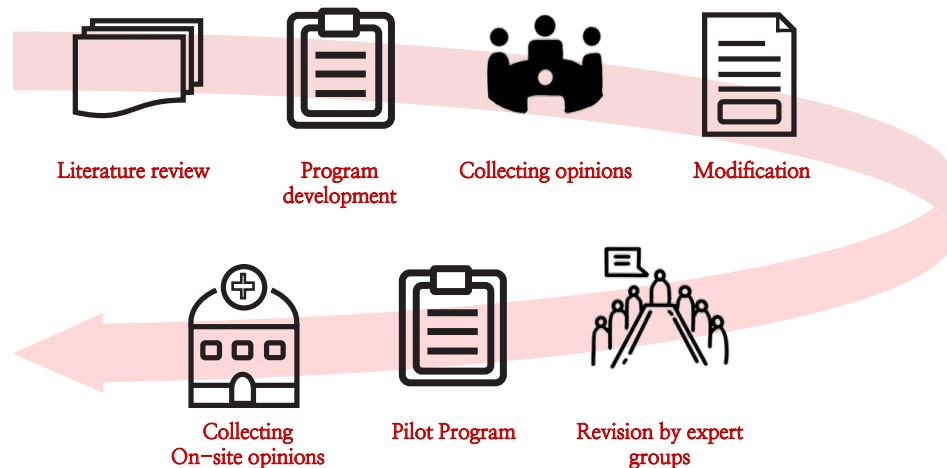 Literature review
Program
development
Collecting opinions
Modification
Collecting
On-site opinions
Pilot Program
Revision by expert
groups